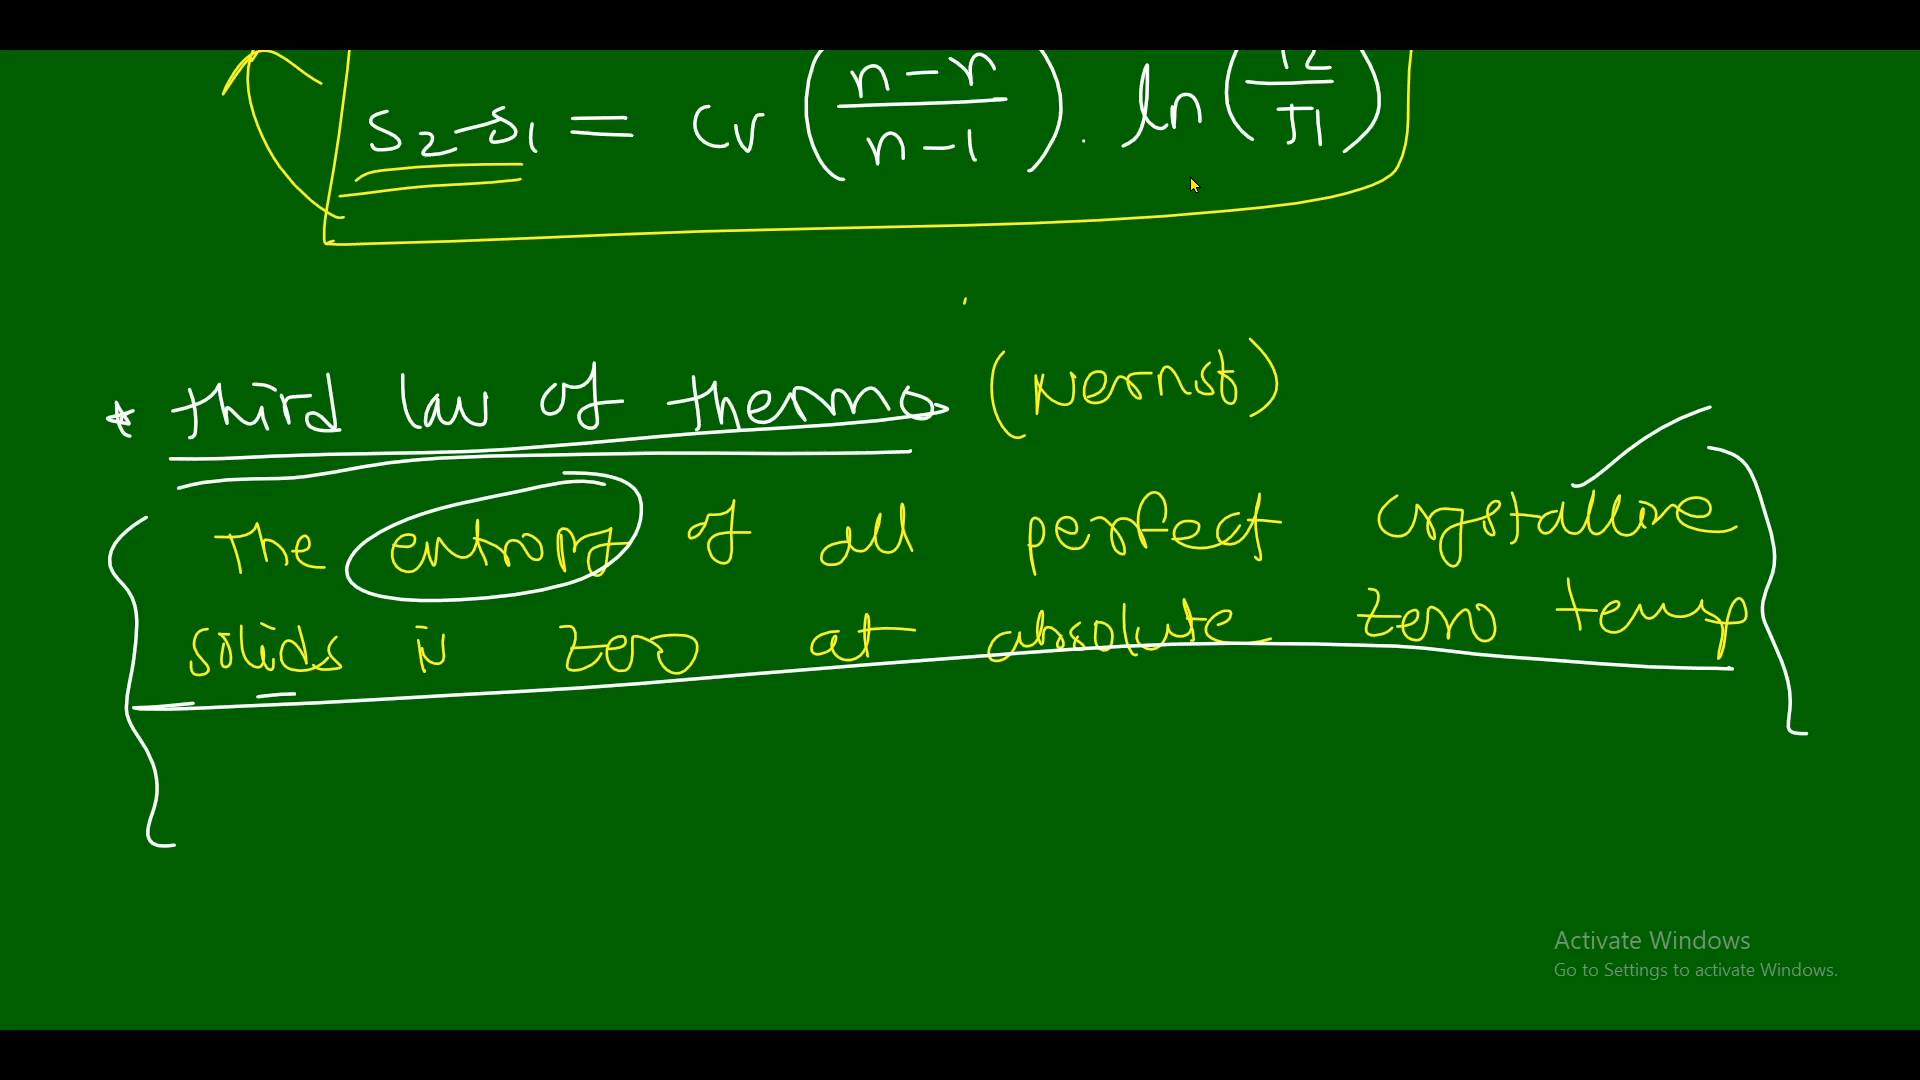 S2-S1 = Cv (n-r/n-1) . ln(T2/T1)
* third law of thermo (Nernst)
The entropy of all perfect crystalline
solids is zero at absolute zero temp
Activate Windows
Go to Settings to activate Windows.